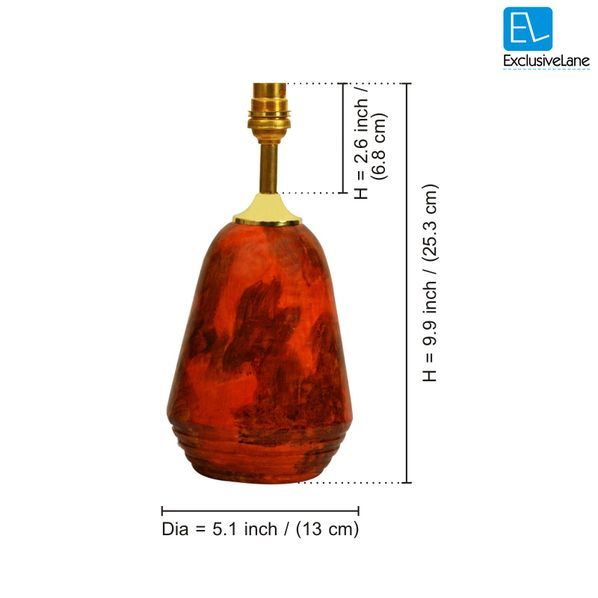 EL
ExclusiveLane
H = 2.6 inch /
(6.8 cm)
H = 9.9 inch / (25.3 cm)
Dia = 5.1 inch / (13 cm)